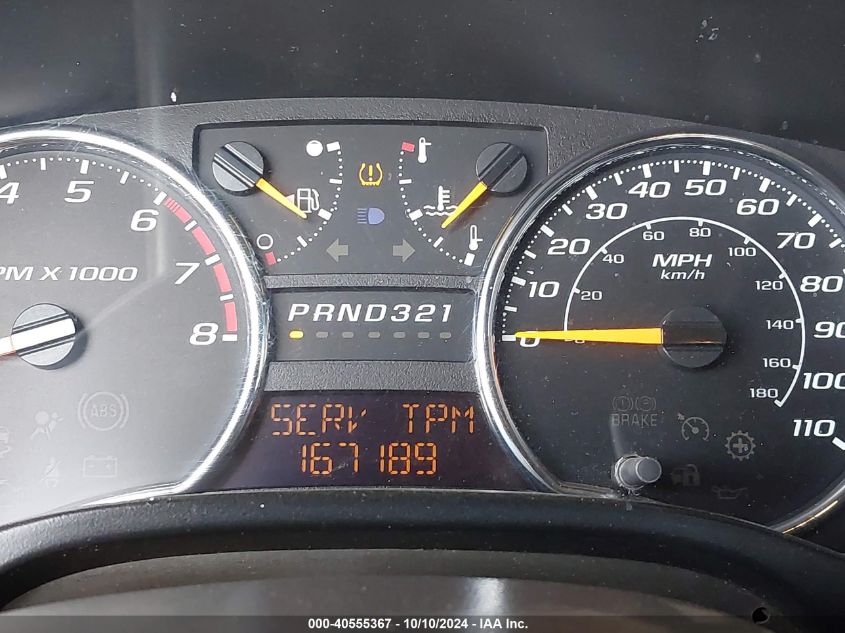 4 5 6 7 8
PM X 1000
PRND321
SERV TPM
167189
0 10 20 30 40 50 60 70 80 90 100 110
20 40 60 80 100 120 140 160 180
MPH
km/h
ABS
BRAKE
000-40555367 - 10/10/2024 - IAA Inc.